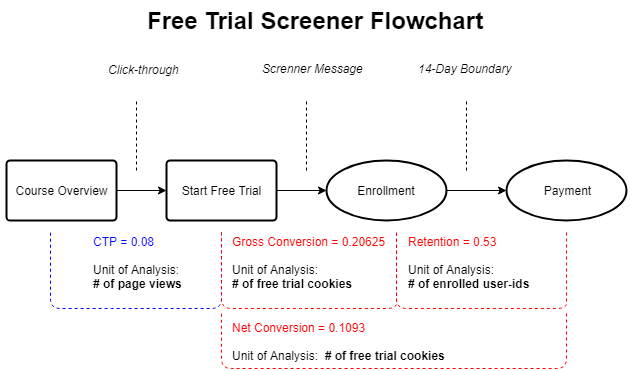 Free Trial Screener Flowchart
Click-through
Screnner Message
14-Day Boundary
Course Overview
Start Free Trial
Enrollment
Payment
CTP = 0.08
Unit of Analysis:
# of page views
Gross Conversion = 0.20625
Unit of Analysis:
# of free trial cookies
Retention = 0.53
Unit of Analysis:
# of enrolled user-ids
Net Conversion = 0.1093
Unit of Analysis: # of free trial cookies